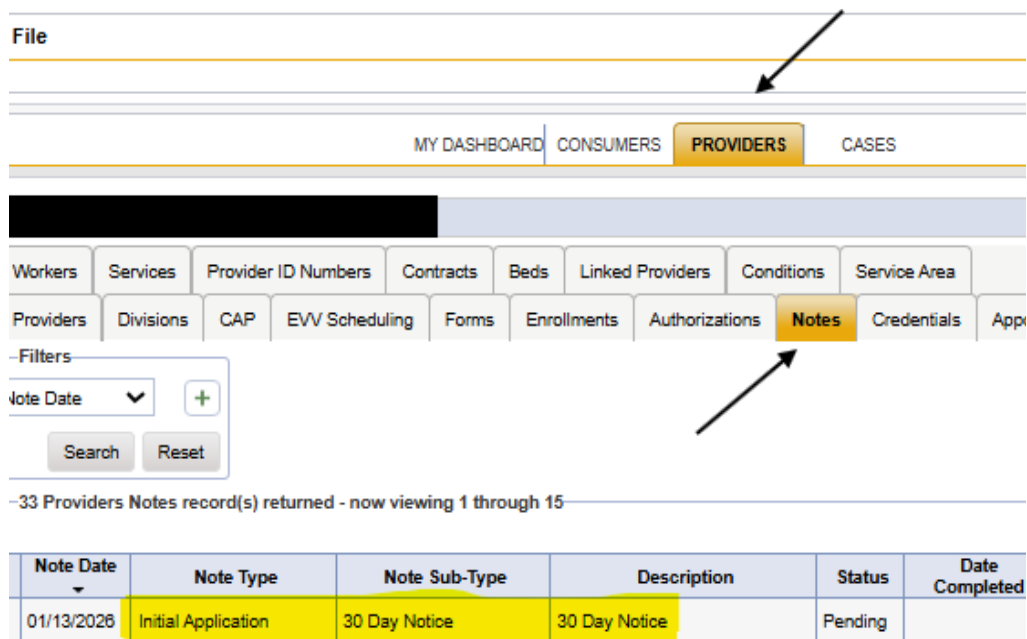 File
MY DASHBOARD CONSUMERS PROVIDERS CASES
Workers Services Provider ID Numbers Contracts Beds Linked Providers Conditions Service Area
Providers Divisions CAP EVV Scheduling Forms Enrollments Authorizations Notes Credentials Appo
Filters
Note Date +
Search Reset
33 Providers Notes record(s) returned - now viewing 1 through 15
Note Date Note Type Note Sub-Type Description Status Date Completed
01/13/2026 Initial Application 30 Day Notice 30 Day Notice Pending